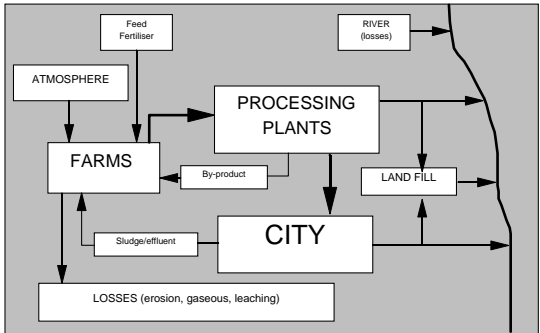 Feed
Fertiliser
RIVER
(losses)
ATMOSPHERE
PROCESSING
PLANTS
FARMS
By-product
LAND FILL
Sludge/effluent
CITY
LOSSES (erosion, gaseous, leaching)